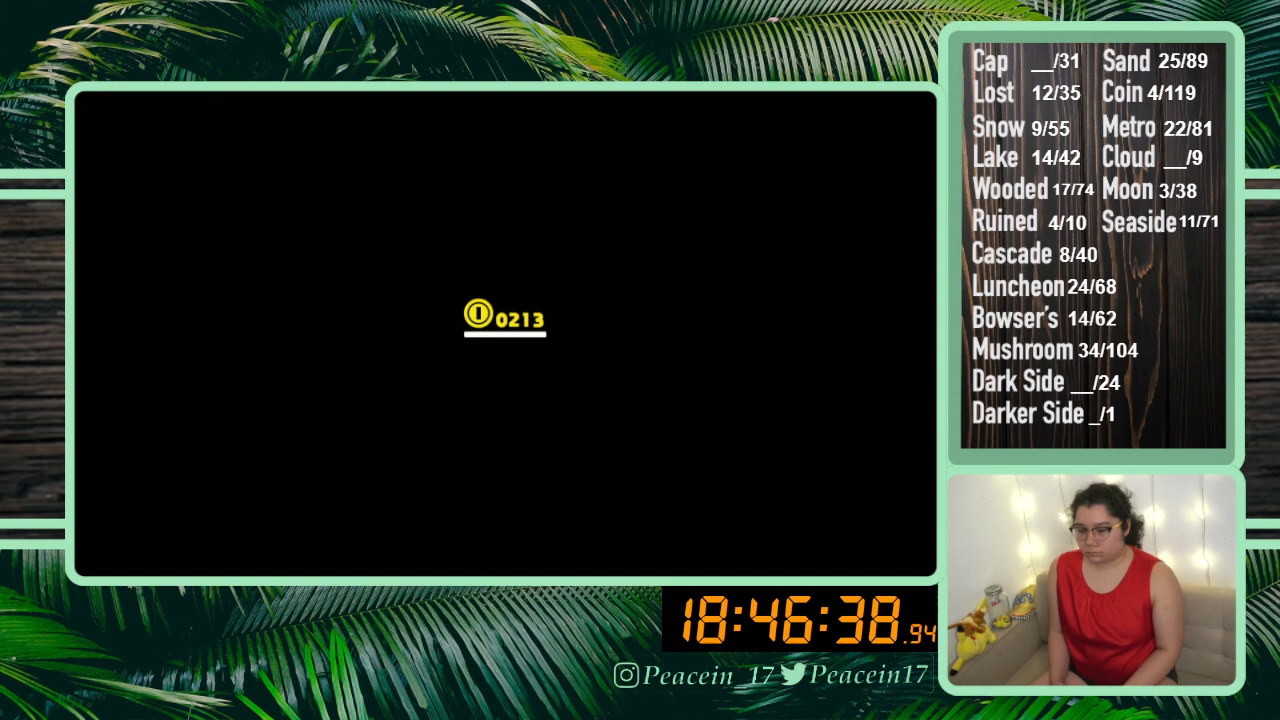 Cap __/31 Sand 25/89
Lost 12/35 Coin 4/119
Snow 9/55 Metro 22/81
Lake 14/42 Cloud __/9
Wooded 17/74 Moon 3/38
Ruined 4/10 Seaside 11/71
Cascade 8/40
Luncheon 24/68
Bowser's 14/62
Mushroom 34/104
Dark Side __/24
Darker Side _/1
0213
18:46:38.94
Peacein_17 Peacein17